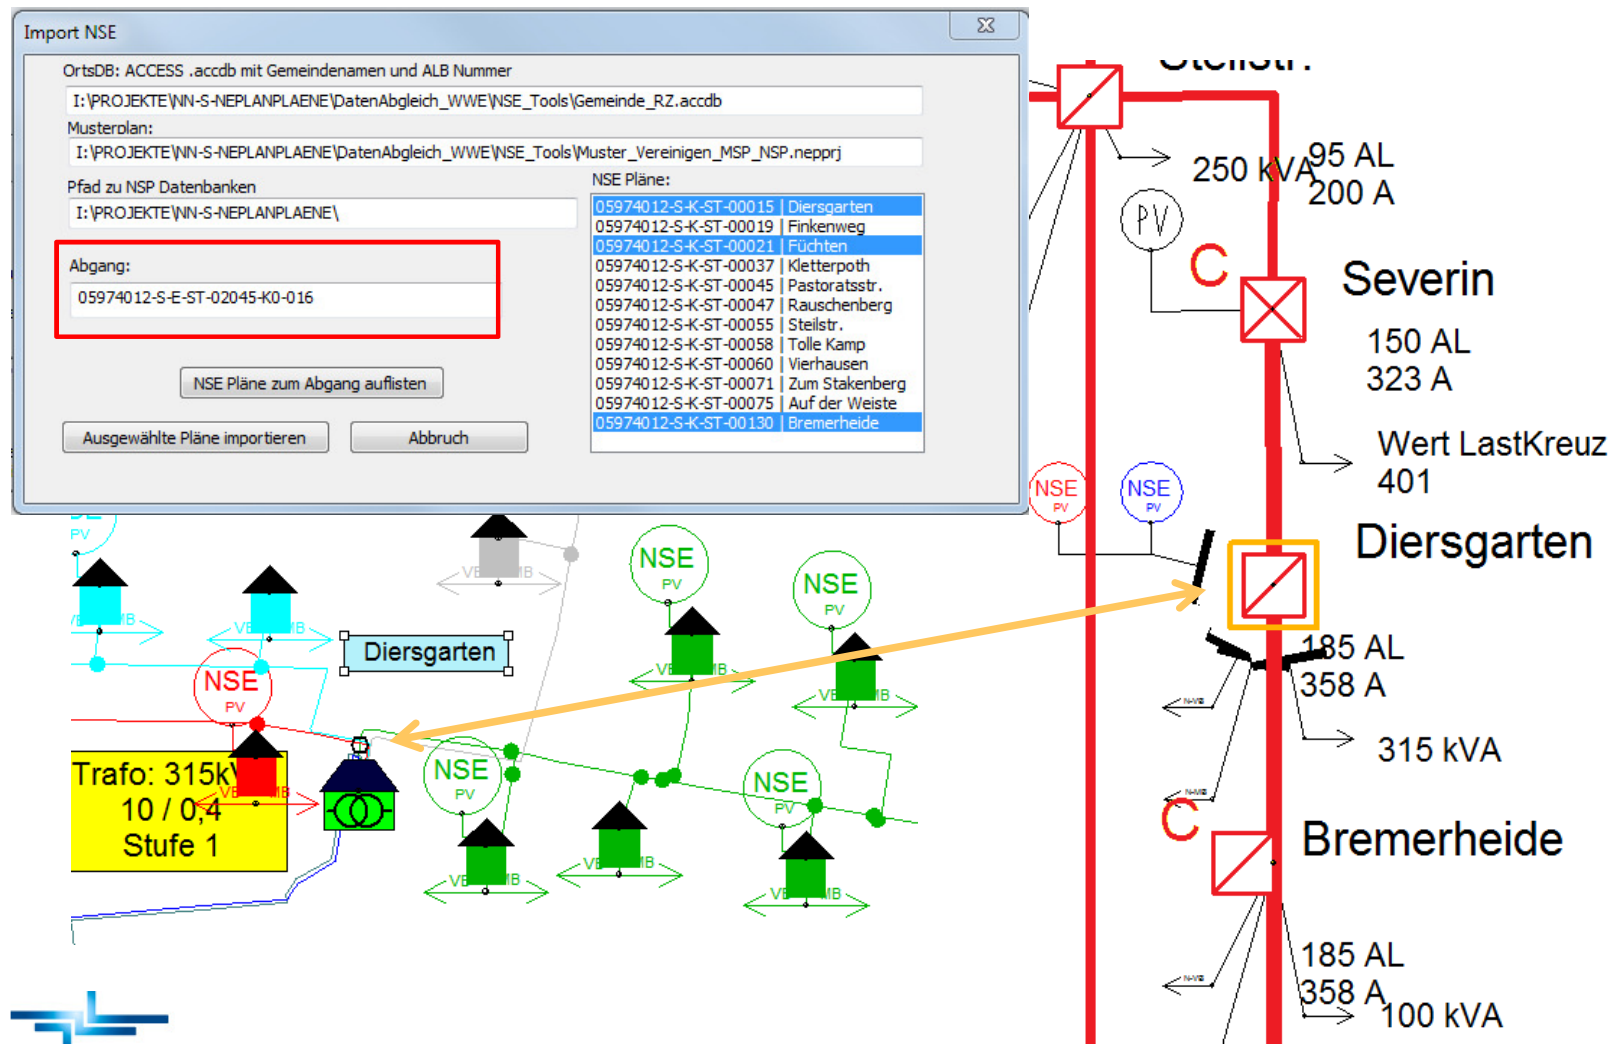 Import NSE
OrtsDB: ACCESS .accdb mit Gemeindenamen und ALB Nummer
I:\PROJEKTE\NN-S-NEPLANPLAENE\DatenAbgleich_WWE\NSE_Tools\Gemeinde_RZ.accdb
Musterplan:
I:\PROJEKTE\NN-S-NEPLANPLAENE\DatenAbgleich_WWE\NSE_Tools\Muster_Vereinigen_MSP_NSP.nepprj
Pfad zu NSP Datenbanken
I:\PROJEKTE\NN-S-NEPLANPLAENE\
NSE Pläne:
05974012-S-K-ST-00015 | Diersgarten
05974012-S-K-ST-00019 | Finkenweg
05974012-S-K-ST-00021 | Füchten
05974012-S-K-ST-00037 | Kletterpoth
05974012-S-K-ST-00045 | Pastoratsstr.
05974012-S-K-ST-00047 | Rauschenberg
05974012-S-K-ST-00055 | Steilstr.
05974012-S-K-ST-00058 | Tolle Kamp
05974012-S-K-ST-00060 | Vierhausen
05974012-S-K-ST-00071 | Zum Stakenberg
05974012-S-K-ST-00075 | Auf der Weiste
05974012-S-K-ST-00130 | Bremerheide
Abgang:
05974012-S-E-ST-02045-K0-016
NSE Pläne zum Abgang auflisten
Ausgewählte Pläne importieren
Abbruch
Steilstr.
250 kVA
95 AL
200 A
PV
C
Severin
150 AL
323 A
Wert LastKreuz
401
NSE
PV
NSE
PV
Diersgarten
185 AL
358 A
N-VB
315 kVA
N-VB
C
Bremerheide
185 AL
358 A
N-VB
100 kVA
PV
NSE
PV
NSE
PV
Diersgarten
NSE
PV
Trafo: 315kV
10 / 0,4
Stufe 1
NSE
PV
NSE
PV